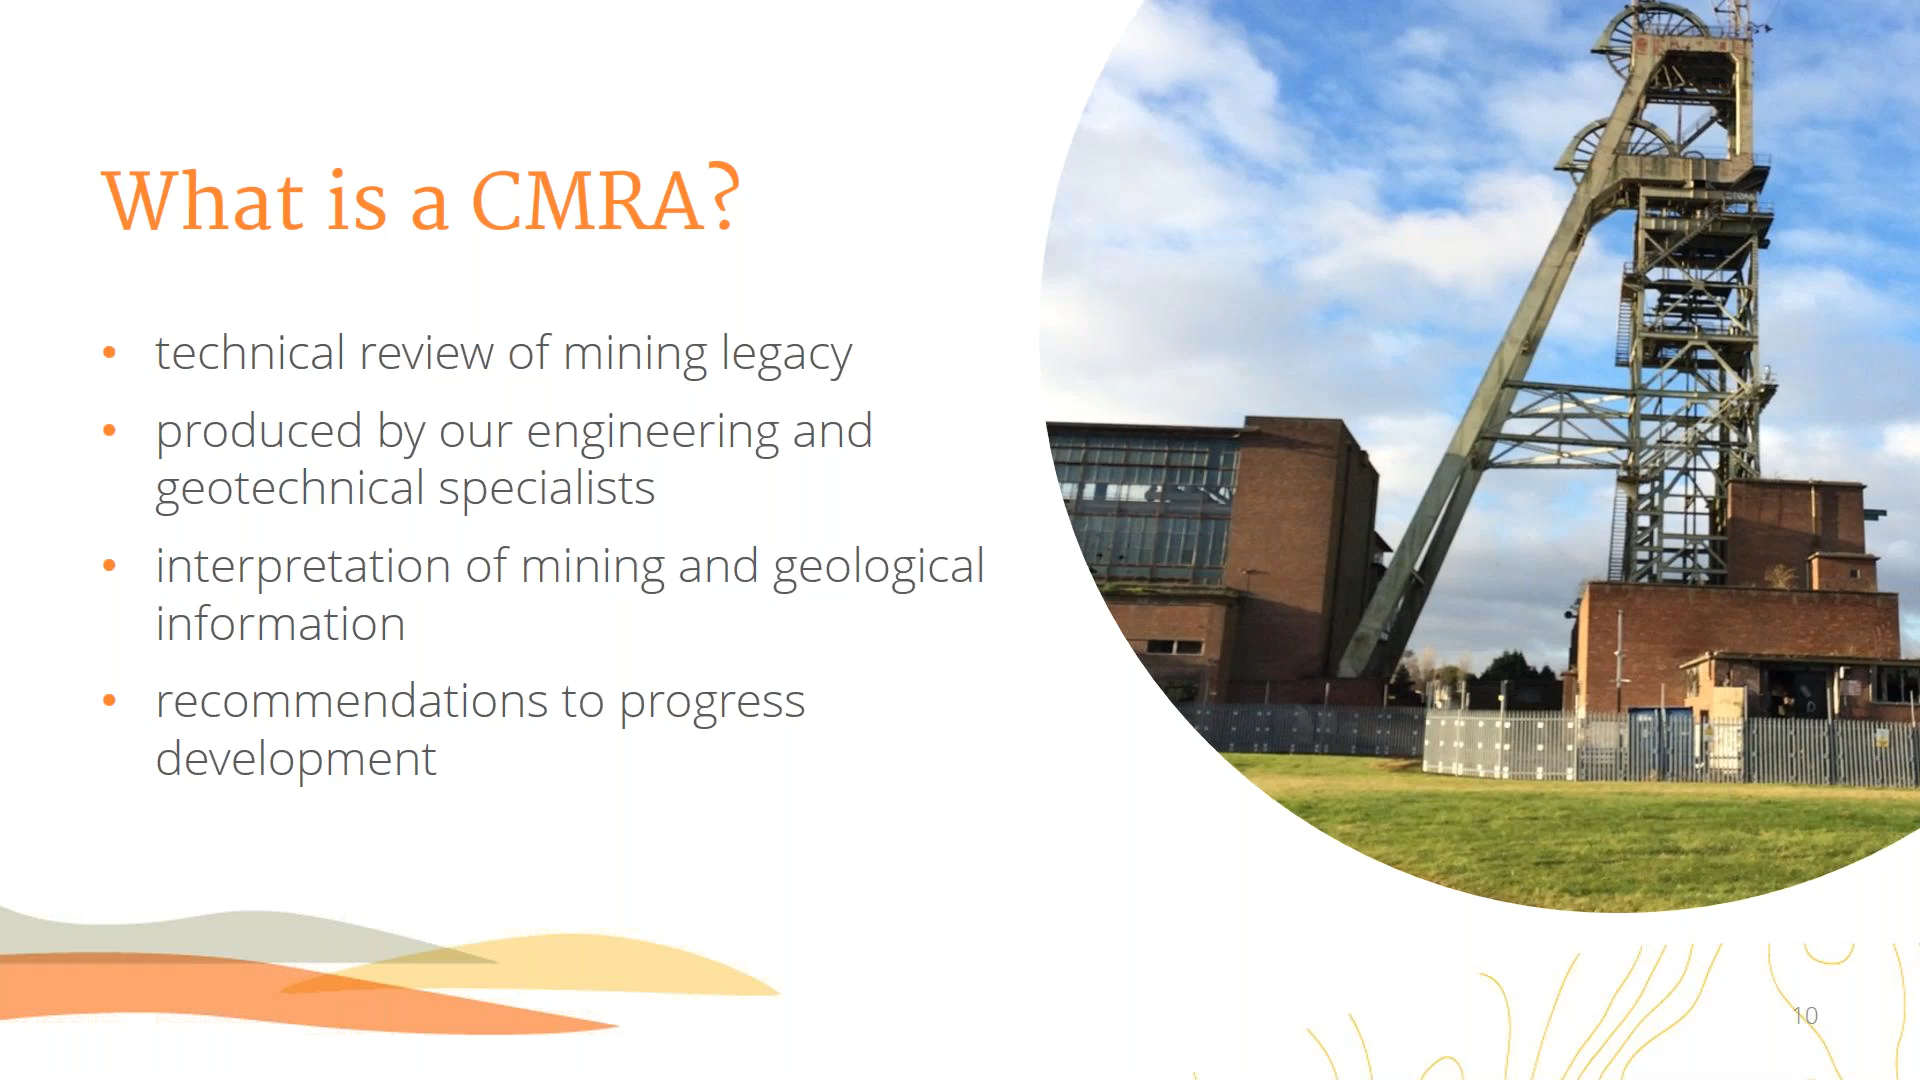 What is a CMRA?
• technical review of mining legacy
• produced by our engineering and
geotechnical specialists
• interpretation of mining and geological
information
• recommendations to progress
development
10